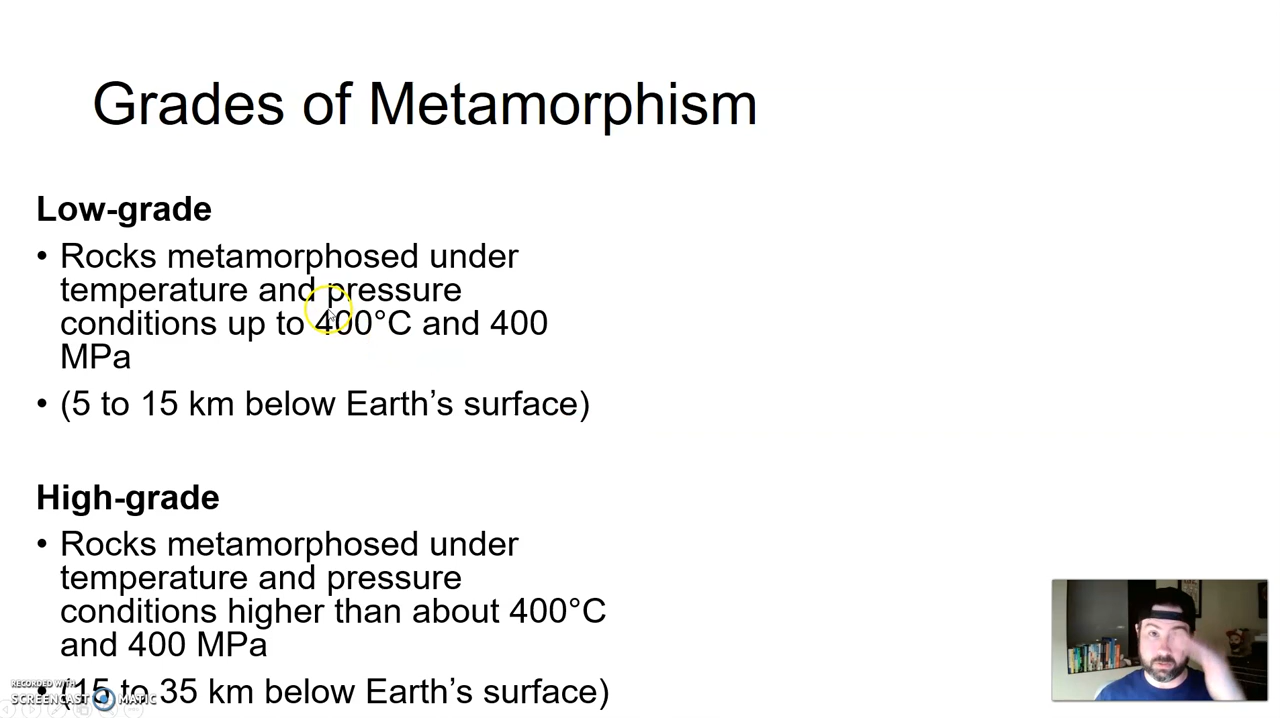 Grades of Metamorphism
Low-grade
• Rocks metamorphosed under
temperature and pressure
conditions up to 400°C and 400
MPa
• (5 to 15 km below Earth’s surface)
High-grade
• Rocks metamorphosed under
temperature and pressure
conditions higher than about 400°C
and 400 MPa
• (15 to 35 km below Earth’s surface)
RECORDED WITH
SCREENCAST MATIC